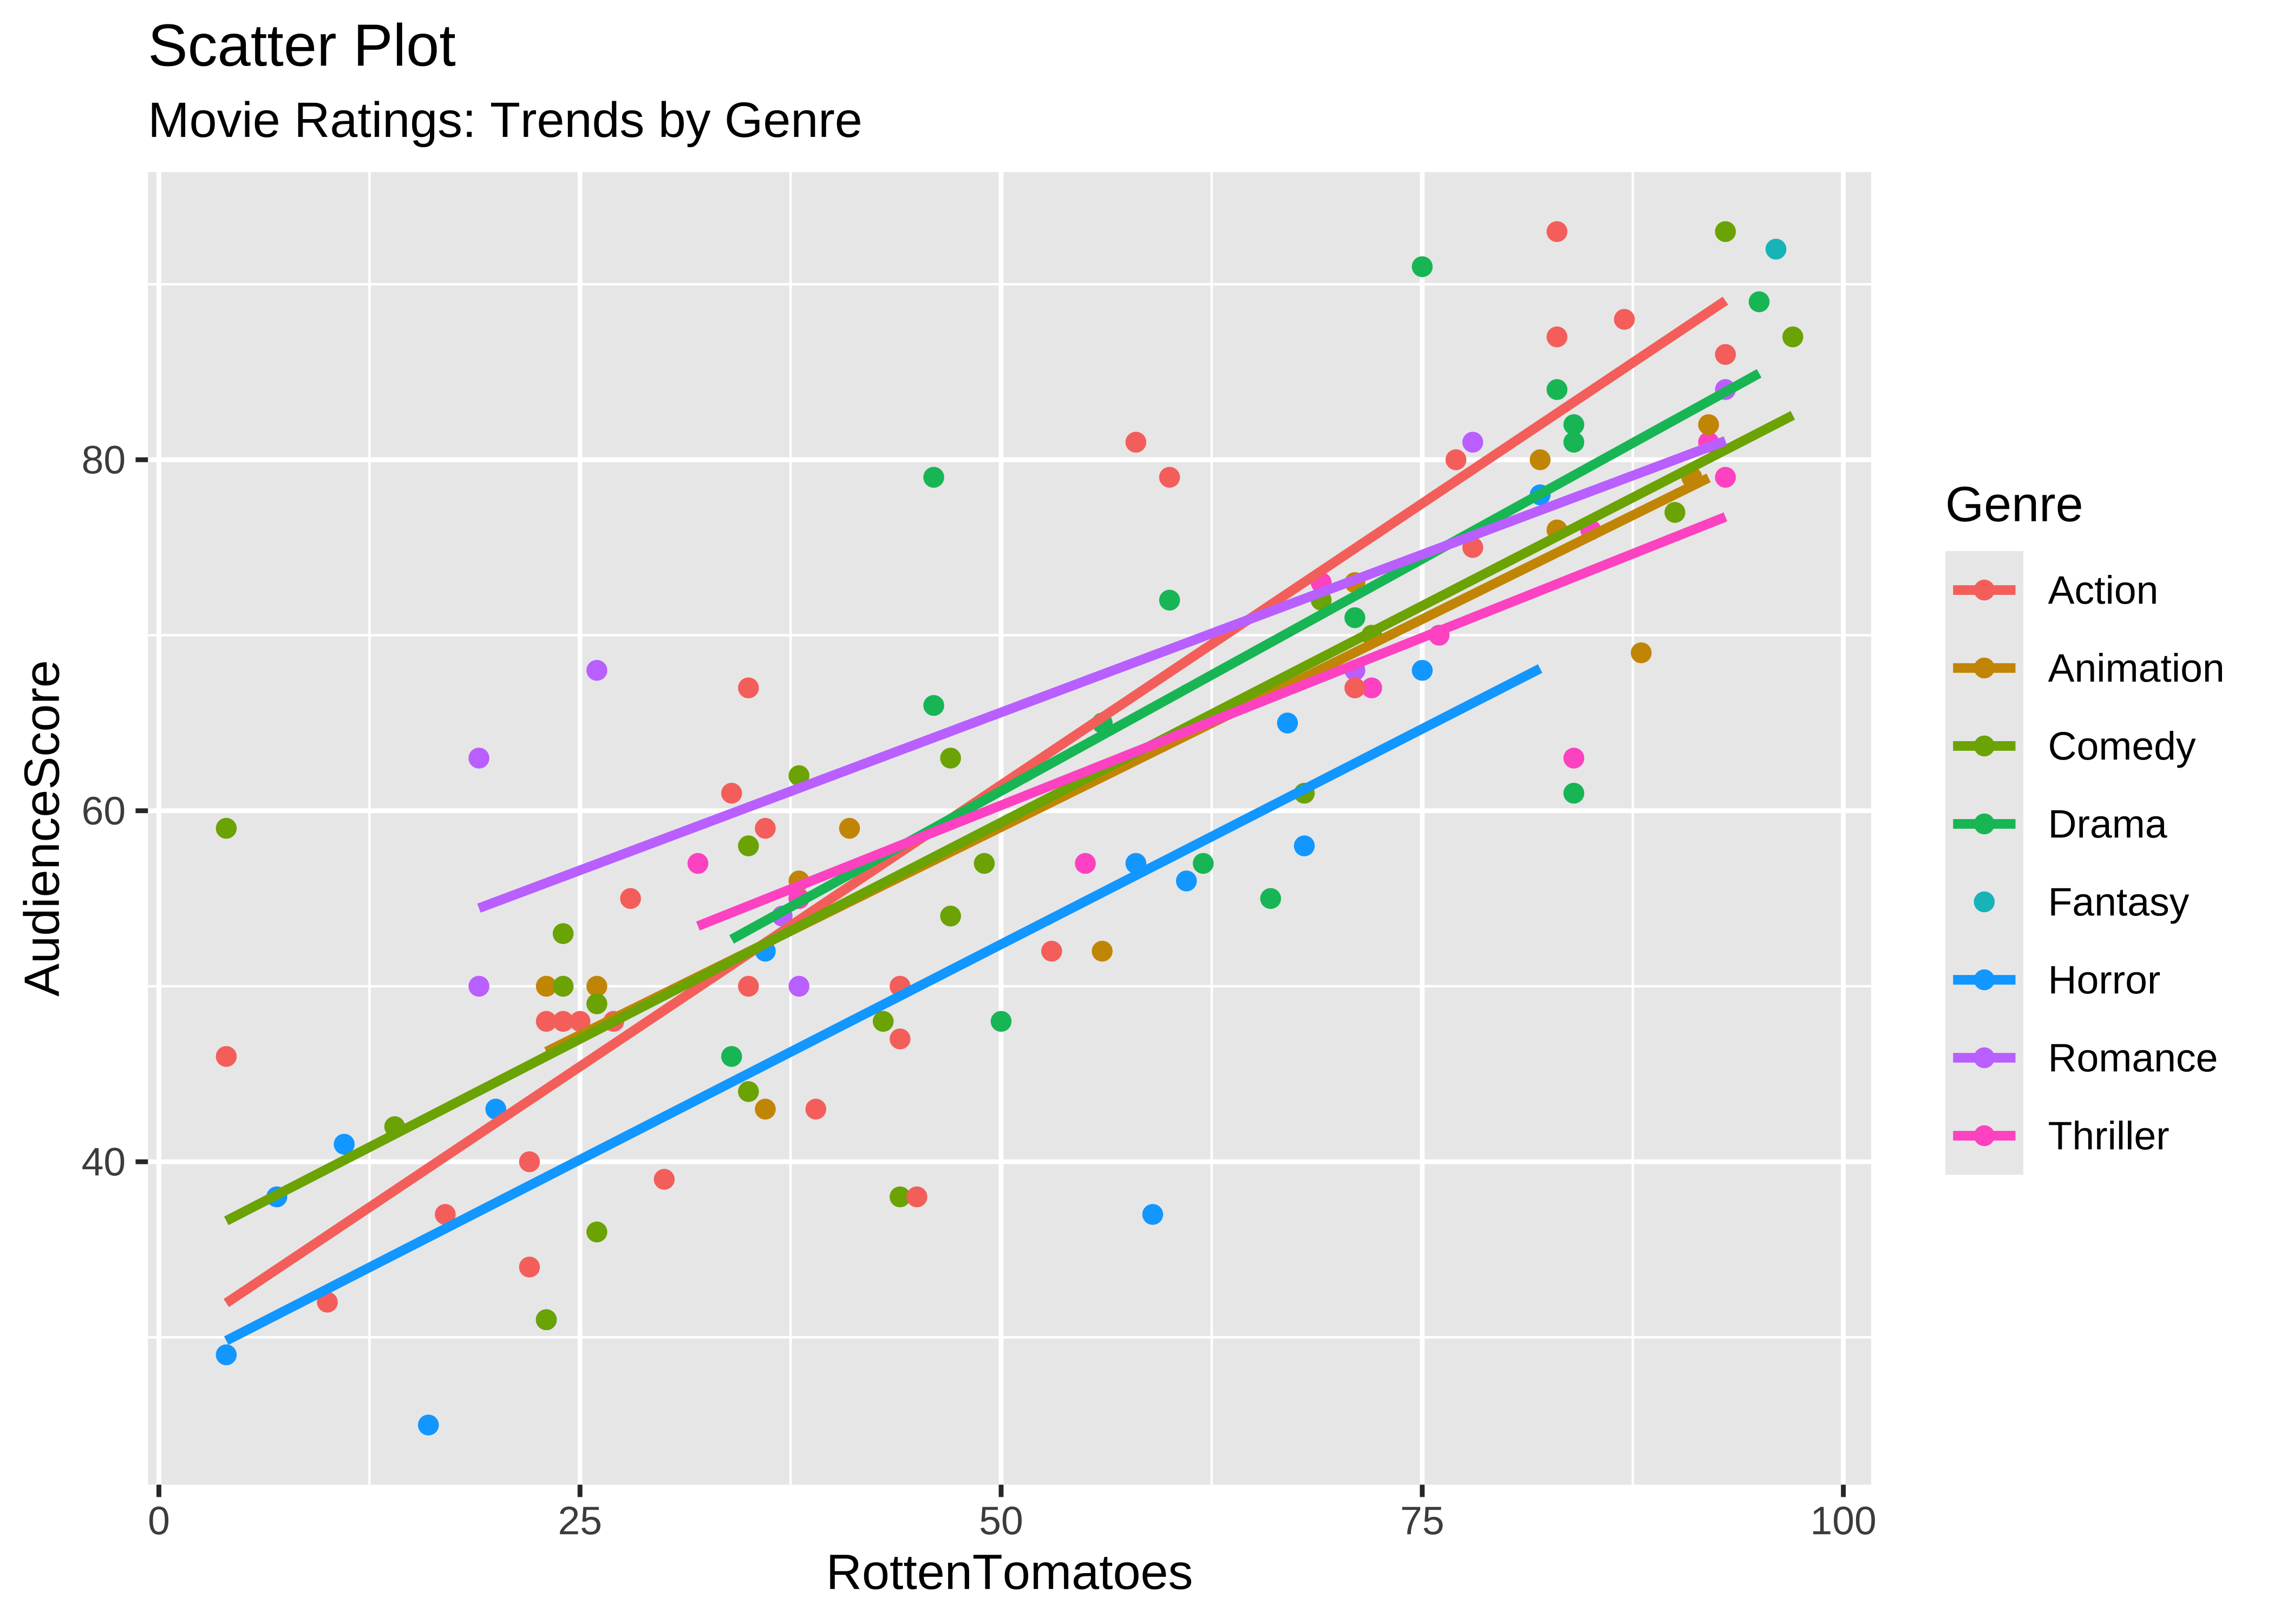 Scatter Plot
Movie Ratings: Trends by Genre
AudienceScore
80
60
40
0 25 50 75 100
RottenTomatoes
Genre
Action
Animation
Comedy
Drama
Fantasy
Horror
Romance
Thriller